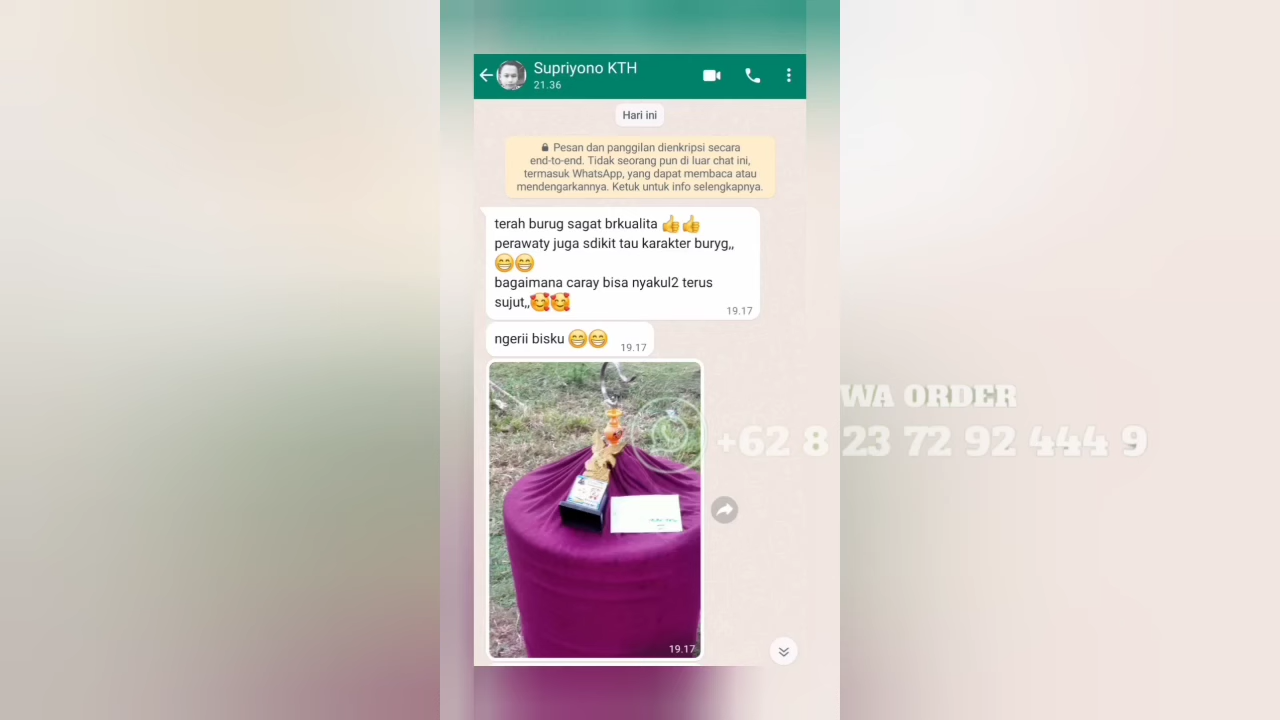 Supriyono KTH
21.36
Hari ini
Pesan dan panggilan dienkripsi secara
end-to-end. Tidak seorang pun di luar chat ini,
termasuk WhatsApp, yang dapat membaca atau
mendengarkannya. Ketuk untuk info selengkapnya.
terah burug sagat brkualita 👍👍
perawaty juga sdikit tau karakter buryg,,
😁😁
bagaimana caray bisa nyakul2 terus
sujut,,🥰🥰
19.17
ngerii bisku 😁😁
19.17
WA ORDER
+62 8 23 72 92 444 9
19.17